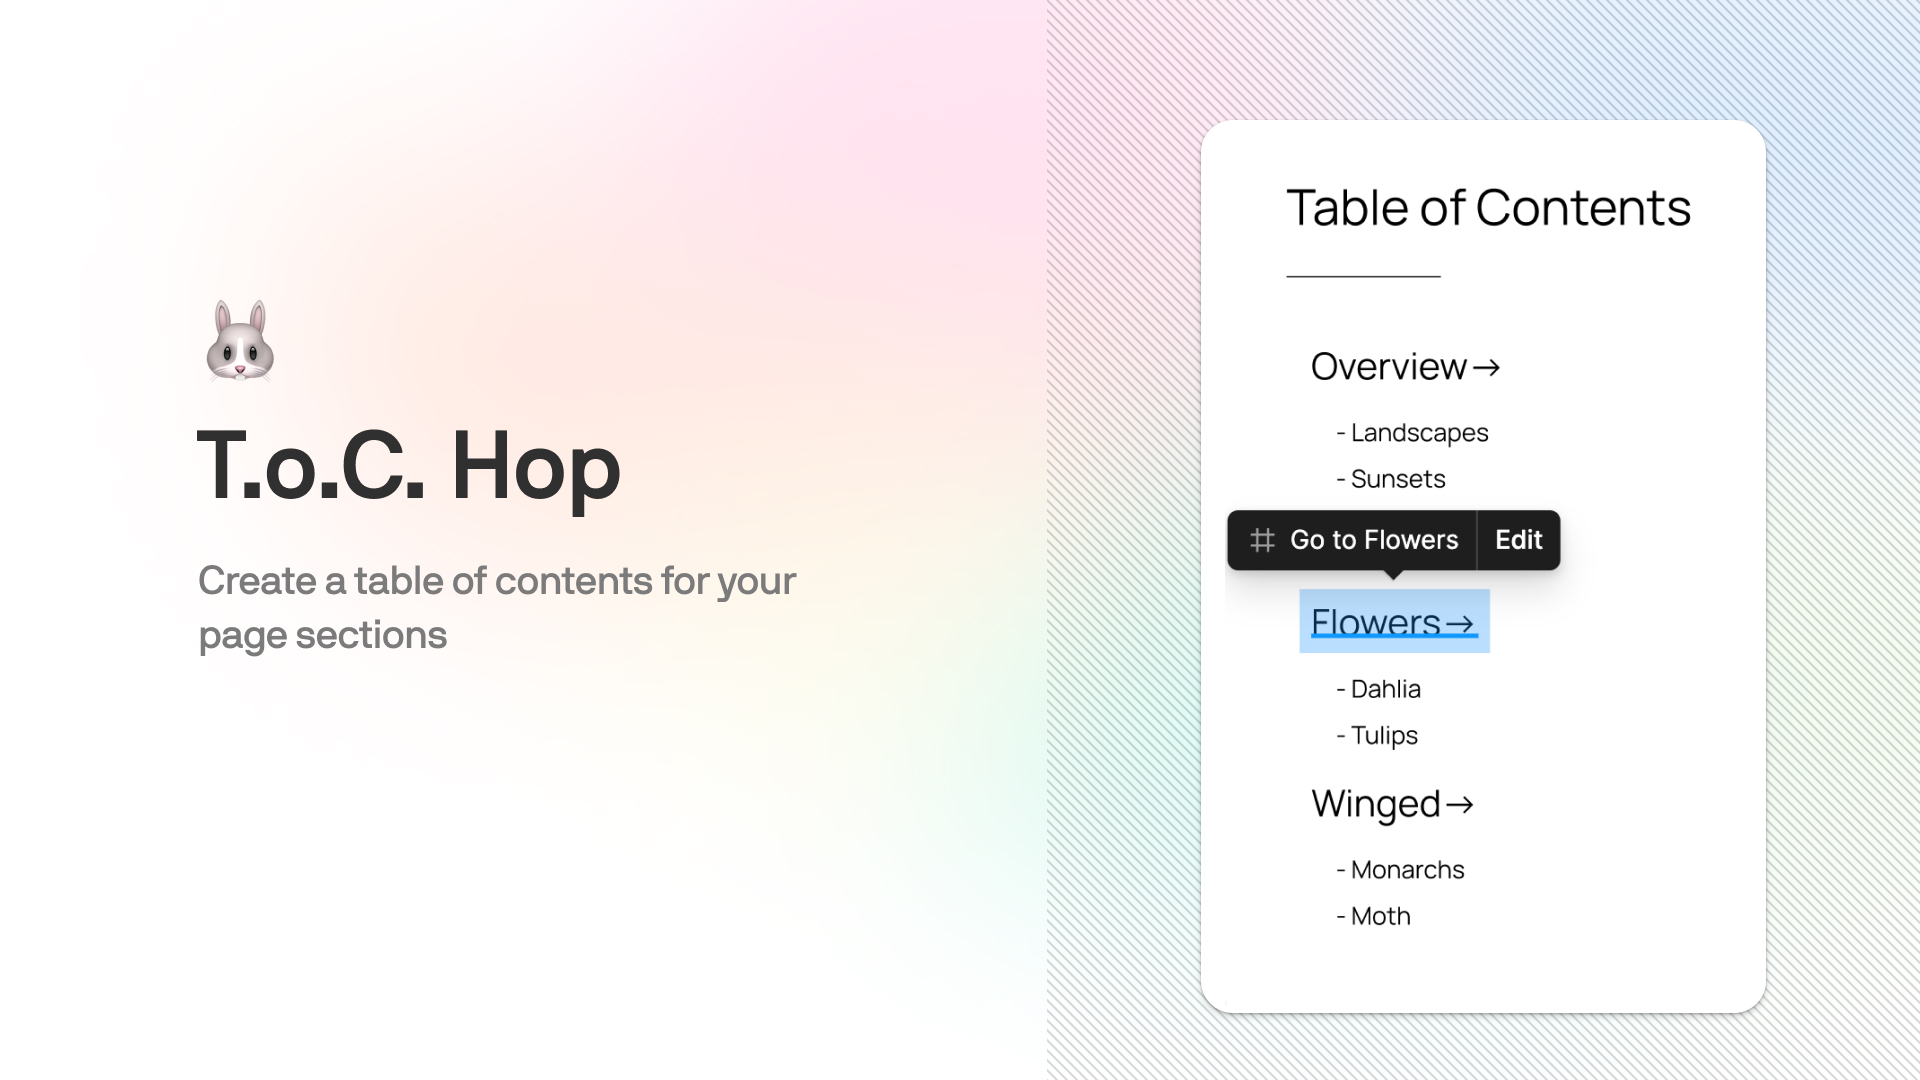 T.o.C. Hop
Create a table of contents for your
page sections
Table of Contents
Overview→
- Landscapes
- Sunsets
Go to Flowers
Edit
Flowers→
- Dahlia
- Tulips
Winged→
- Monarchs
- Moth